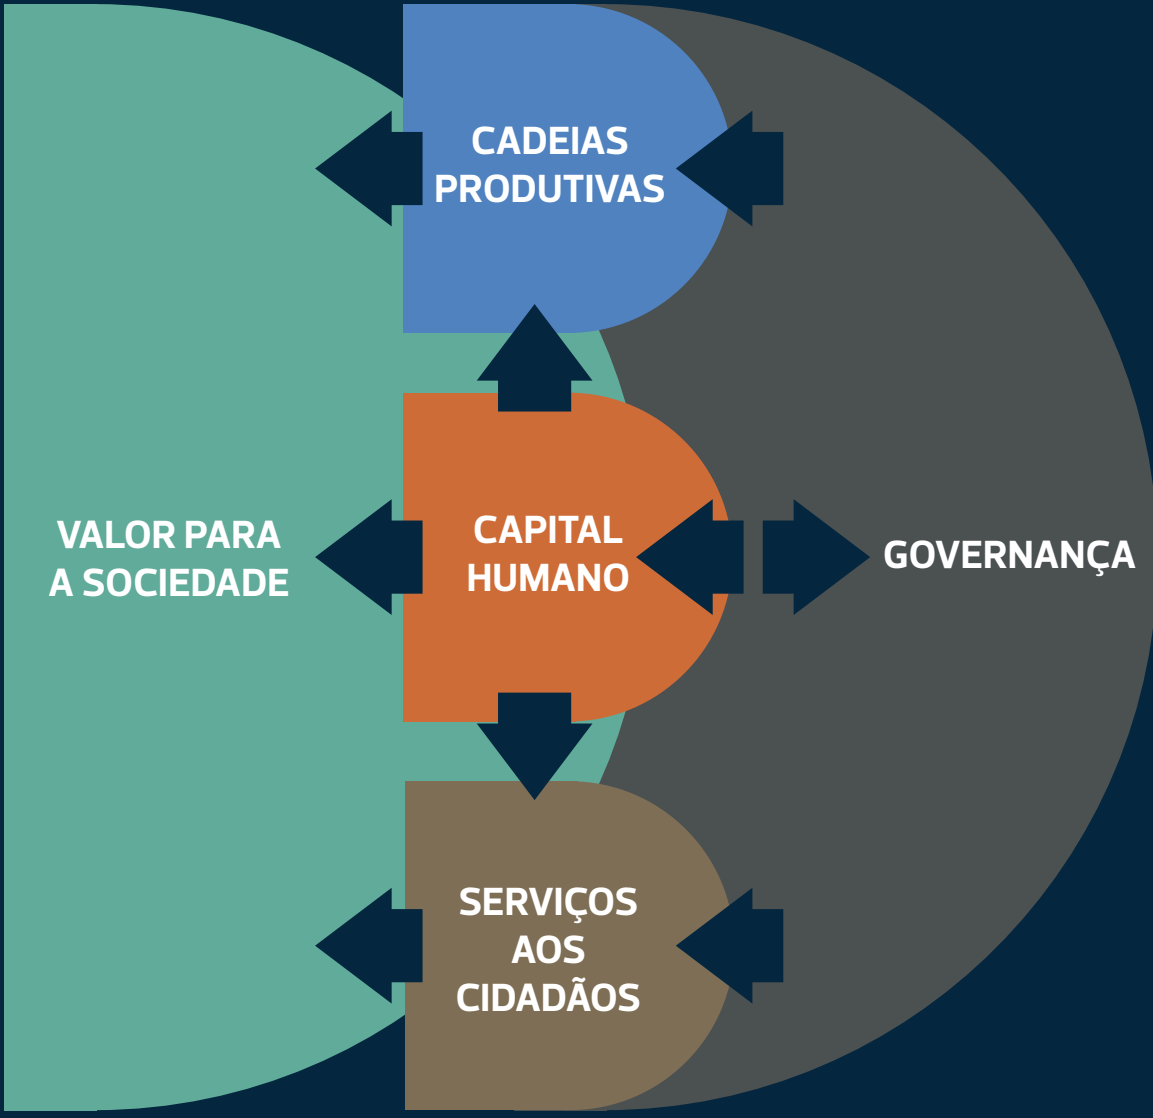 CADEIAS
PRODUTIVAS
VALOR PARA
A SOCIEDADE
CAPITAL
HUMANO
GOVERNANÇA
SERVIÇOS
AOS
CIDADÃOS